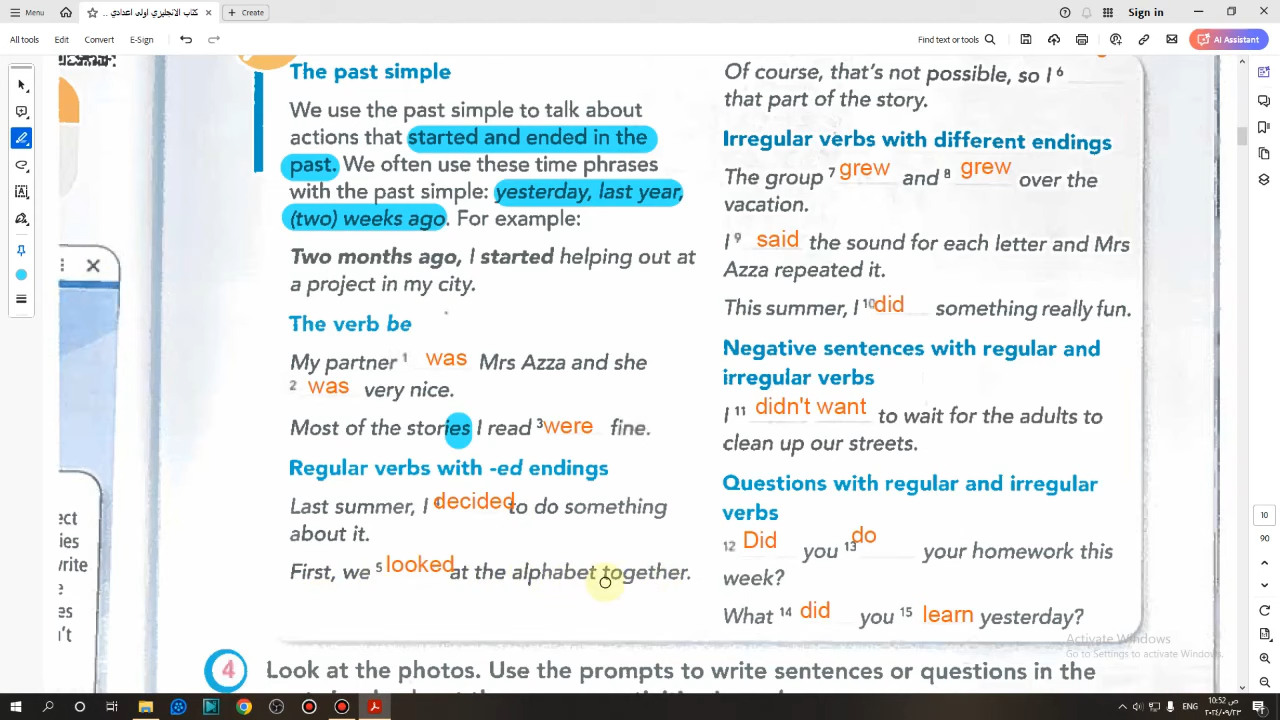 Menu
كتاب الانجليزي اولى اعدادي ..
Create
Sign in
All tools
Edit
Convert
E-Sign
Find text or tools
AI Assistant
The past simple
We use the past simple to talk about
actions that started and ended in the
past. We often use these time phrases
with the past simple: yesterday, last year,
(two) weeks ago. For example:
Two months ago, I started helping out at
a project in my city.
The verb be
My partner 1 was Mrs Azza and she
2 was very nice.
Most of the stories I read 3 were fine.
Regular verbs with -ed endings
Last summer, I 4 decided to do something
about it.
First, we 5 looked at the alphabet together.
Of course, that's not possible, so I 6
that part of the story.
Irregular verbs with different endings
The group 7 grew and 8 grew over the
vacation.
I 9 said the sound for each letter and Mrs
Azza repeated it.
This summer, I 10 did something really fun.
Negative sentences with regular and
irregular verbs
I 11 didn't want to wait for the adults to
clean up our streets.
Questions with regular and irregular
verbs
12 Did you 13 do your homework this
week?
What 14 did you 15 learn yesterday?
4 Look at the photos. Use the prompts to write sentences or questions in the
ect
ies
write
es
't
10
90
Activate Windows
Go to Settings to activate Windows.
ENG
10:52 ص
٢٠٢٤/٠٩/٢٣